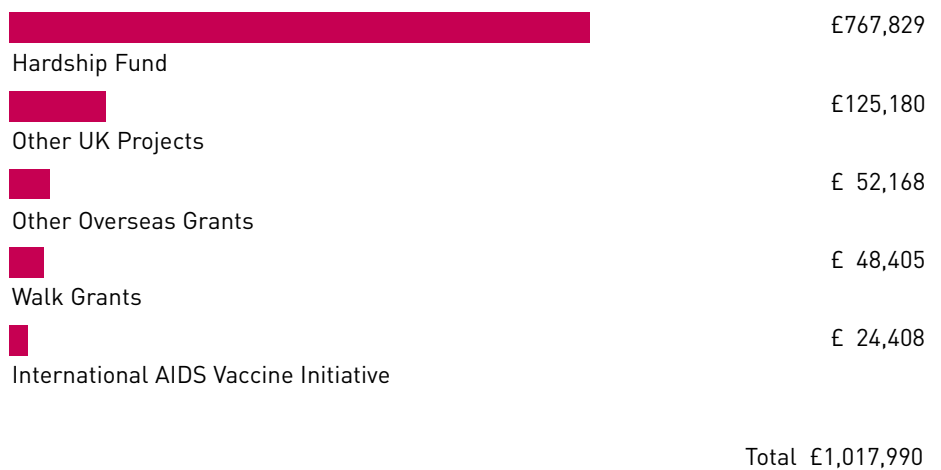 £767,829
Hardship Fund
£125,180
Other UK Projects
£ 52,168
Other Overseas Grants
£ 48,405
Walk Grants
£ 24,408
International AIDS Vaccine Initiative
Total £1,017,990